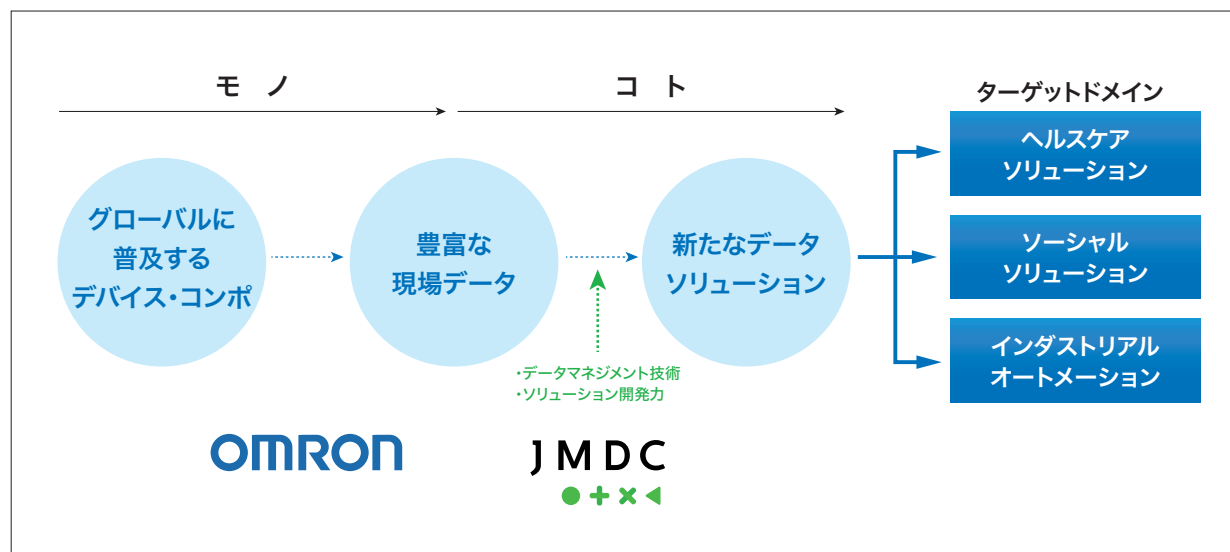 モ ノ
コ ト
ターゲットドメイン
グローバルに
普及する
デバイス・コンポ
豊富な
現場データ
新たなデータ
ソリューション
ヘルスケア
ソリューション
ソーシャル
ソリューション
インダストリアル
オートメーション
・データマネジメント技術
・ソリューション開発力
OMRON
JMDC